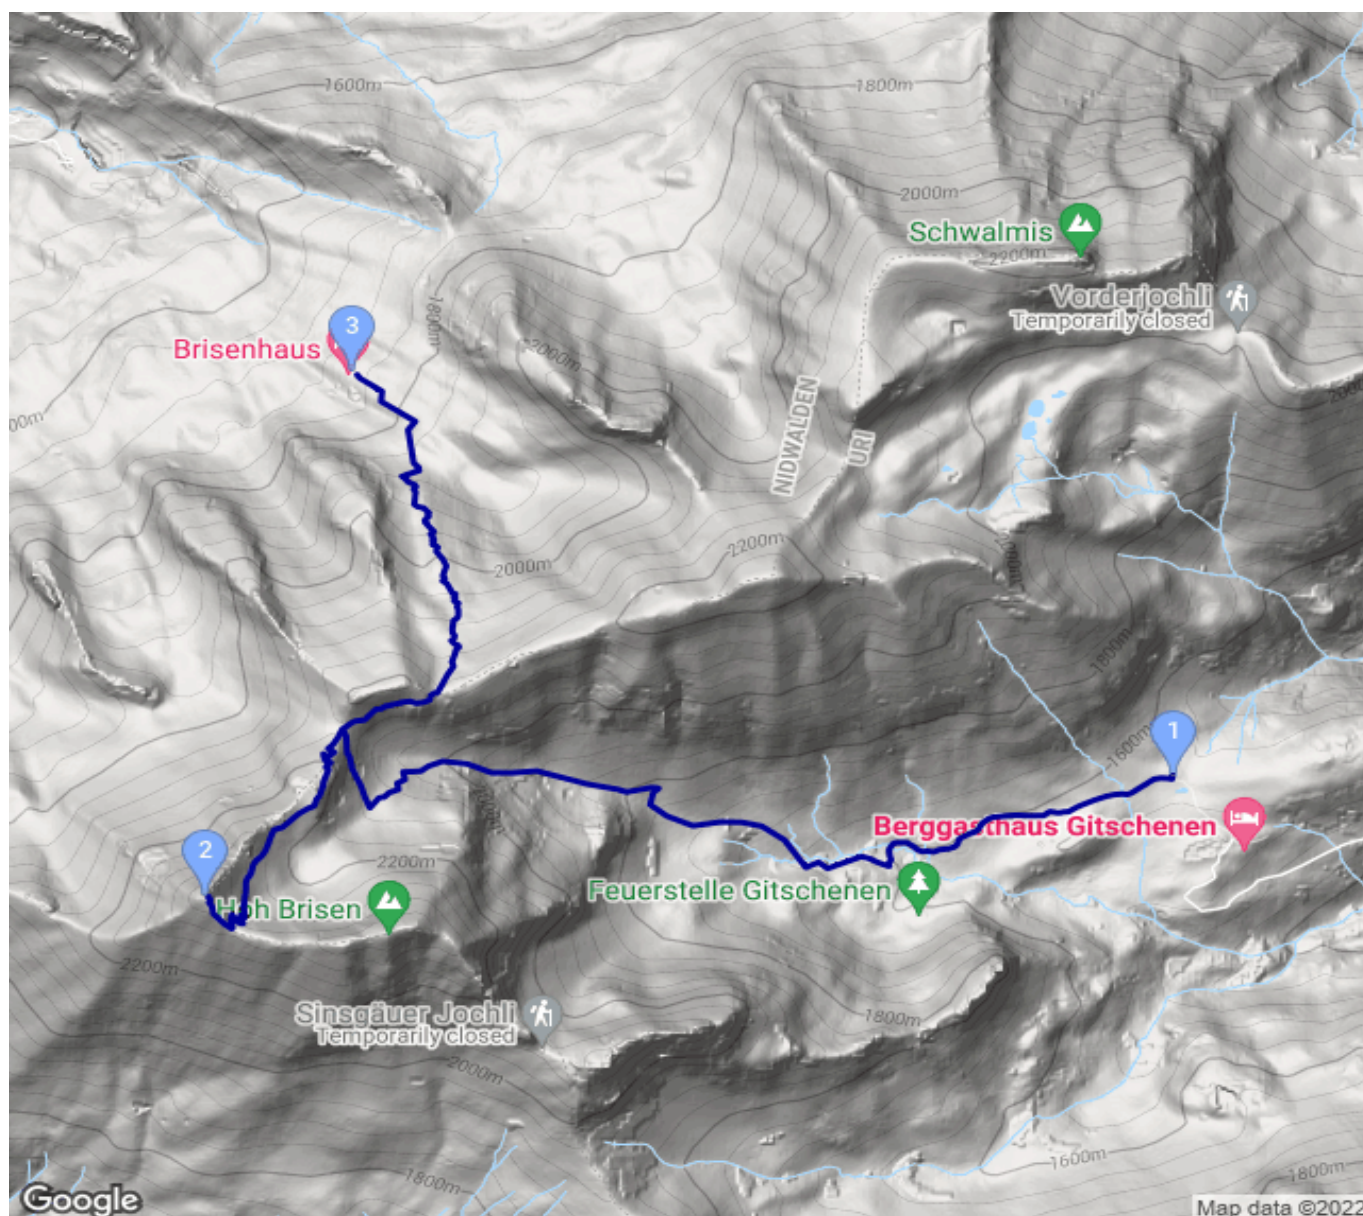 1600m
1800m
2000m
Schwalmis
2200m
Vorderjochli
Temporarily closed
3
Brisenhaus
1800m
2000m
NIDWALDEN
URI
2200m
2000m
2000m
1800m
1
1600m
Berggasthaus Gitschenen
2
2200m
Feuerstelle Gitschenen
Hoh Brisen
2200m
Sinsgäuer Jochli
Temporarily closed
1800m
2000m
1600m
1800m
1800m
Google
Map data ©2022